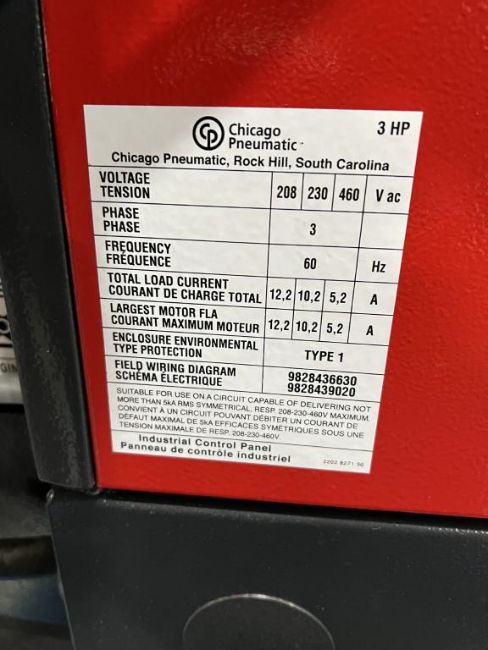 CP Chicago Pneumatic
3 HP
Chicago Pneumatic, Rock Hill, South Carolina
VOLTAGE
TENSION
208 230 460 V ac
PHASE
PHASE
3
FREQUENCY
FRÉQUENCE
60 Hz
TOTAL LOAD CURRENT
COURANT DE CHARGE TOTAL
12,2 10,2 5,2 A
LARGEST MOTOR FLA
COURANT MAXIMUM MOTEUR
12,2 10,2 5,2 A
ENCLOSURE ENVIRONMENTAL
TYPE PROTECTION
TYPE 1
FIELD WIRING DIAGRAM
SCHÉMA ÉLECTRIQUE
9828436630
9828439020
SUITABLE FOR USE ON A CIRCUIT CAPABLE OF DELIVERING NOT
MORE THAN 5kA RMS SYMMETRICAL, RESP. 208-230-460V MAXIMUM.
CONVIENT À UN CIRCUIT POUVANT DÉBITER UN COURANT DE
DÉFAUT MAXIMAL DE 5kA EFFICACES SYMETRIQUES SOUS UNE
TENSION MAXIMALE DE RESP. 208-230-460V.
Industrial Control Panel
Panneau de contrôle industriel